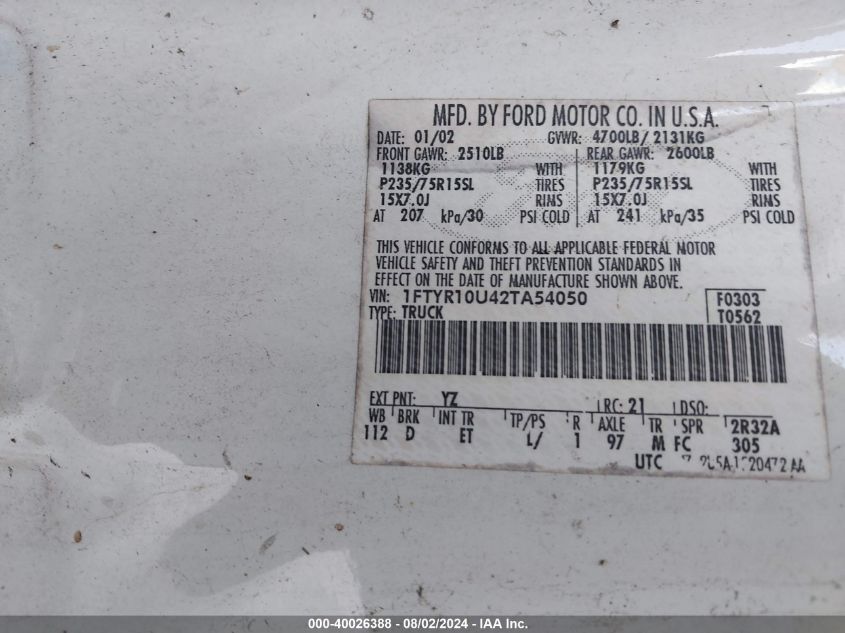 MFD. BY FORD MOTOR CO. IN U.S.A.
DATE: 01/02 GVWR: 4700LB/ 2131KG
FRONT GAWR: 2510LB REAR GAWR: 2600LB
1138KG WITH 1179KG WITH
P235/75R15SL TIRES P235/75R15SL TIRES
15X7.0J RIMS 15X7.0J RIMS
AT 207 kPa/30 PSI COLD AT 241 kPa/35 PSI COLD
THIS VEHICLE CONFORMS TO ALL APPLICABLE FEDERAL MOTOR
VEHICLE SAFETY AND THEFT PREVENTION STANDARDS IN
EFFECT ON THE DATE OF MANUFACTURE SHOWN ABOVE.
VIN: 1FTYR10U42TA54050 F0303
TYPE: TRUCK T0562
EXT PNT: YZ RC: 21 DSO:
WB BRK INT TR TP/PS R AXLE TR SPR 2R32A
112 D ET L/ 1 97 M FC 305
UTC
000-40026388 - 08/02/2024 - IAA Inc.